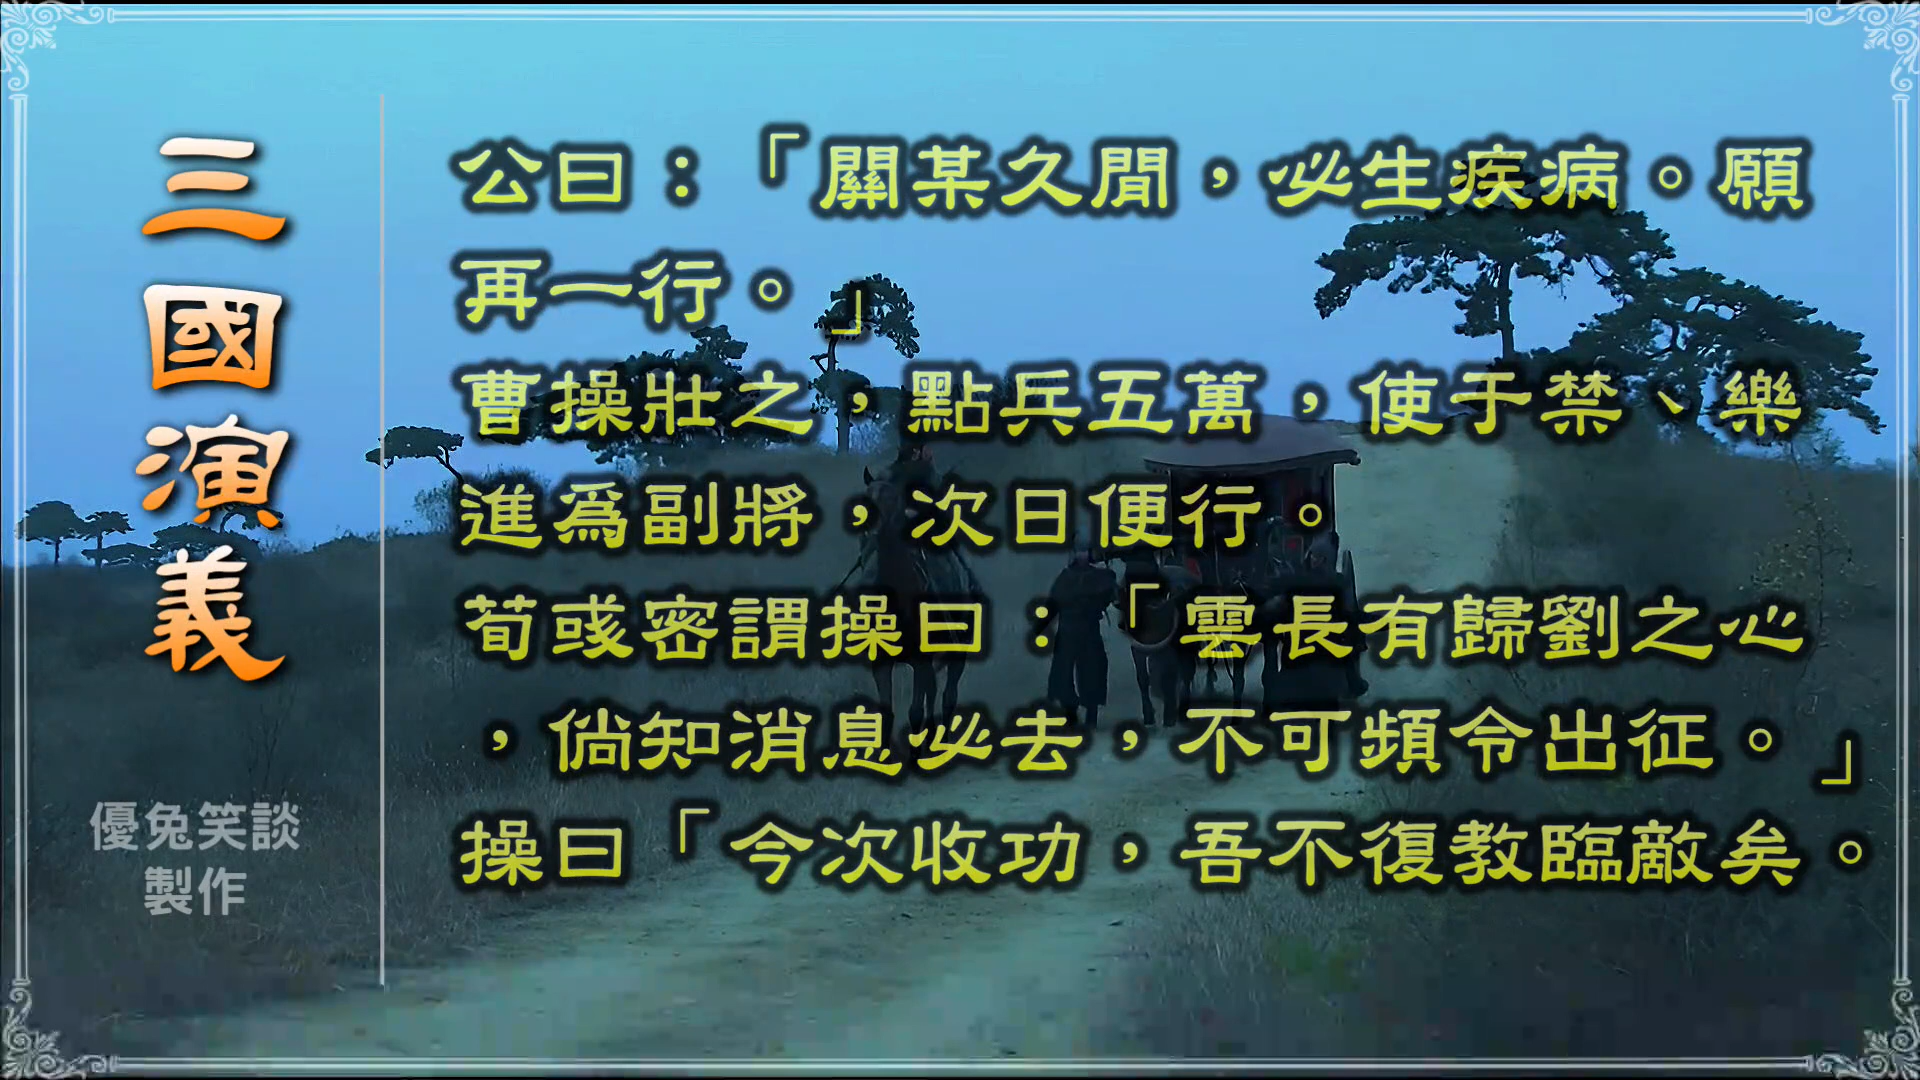 三國演義
優兔笑談
製作
公曰：「關某久閒，必生疾病。願
再一行。」
曹操壯之，點兵五萬，使于禁、樂
進爲副將，次日便行。
荀彧密謂操曰：「雲長有歸劉之心
，倘知消息必去，不可頻令出征。」
操曰「今次收功，吾不復教臨敵矣。